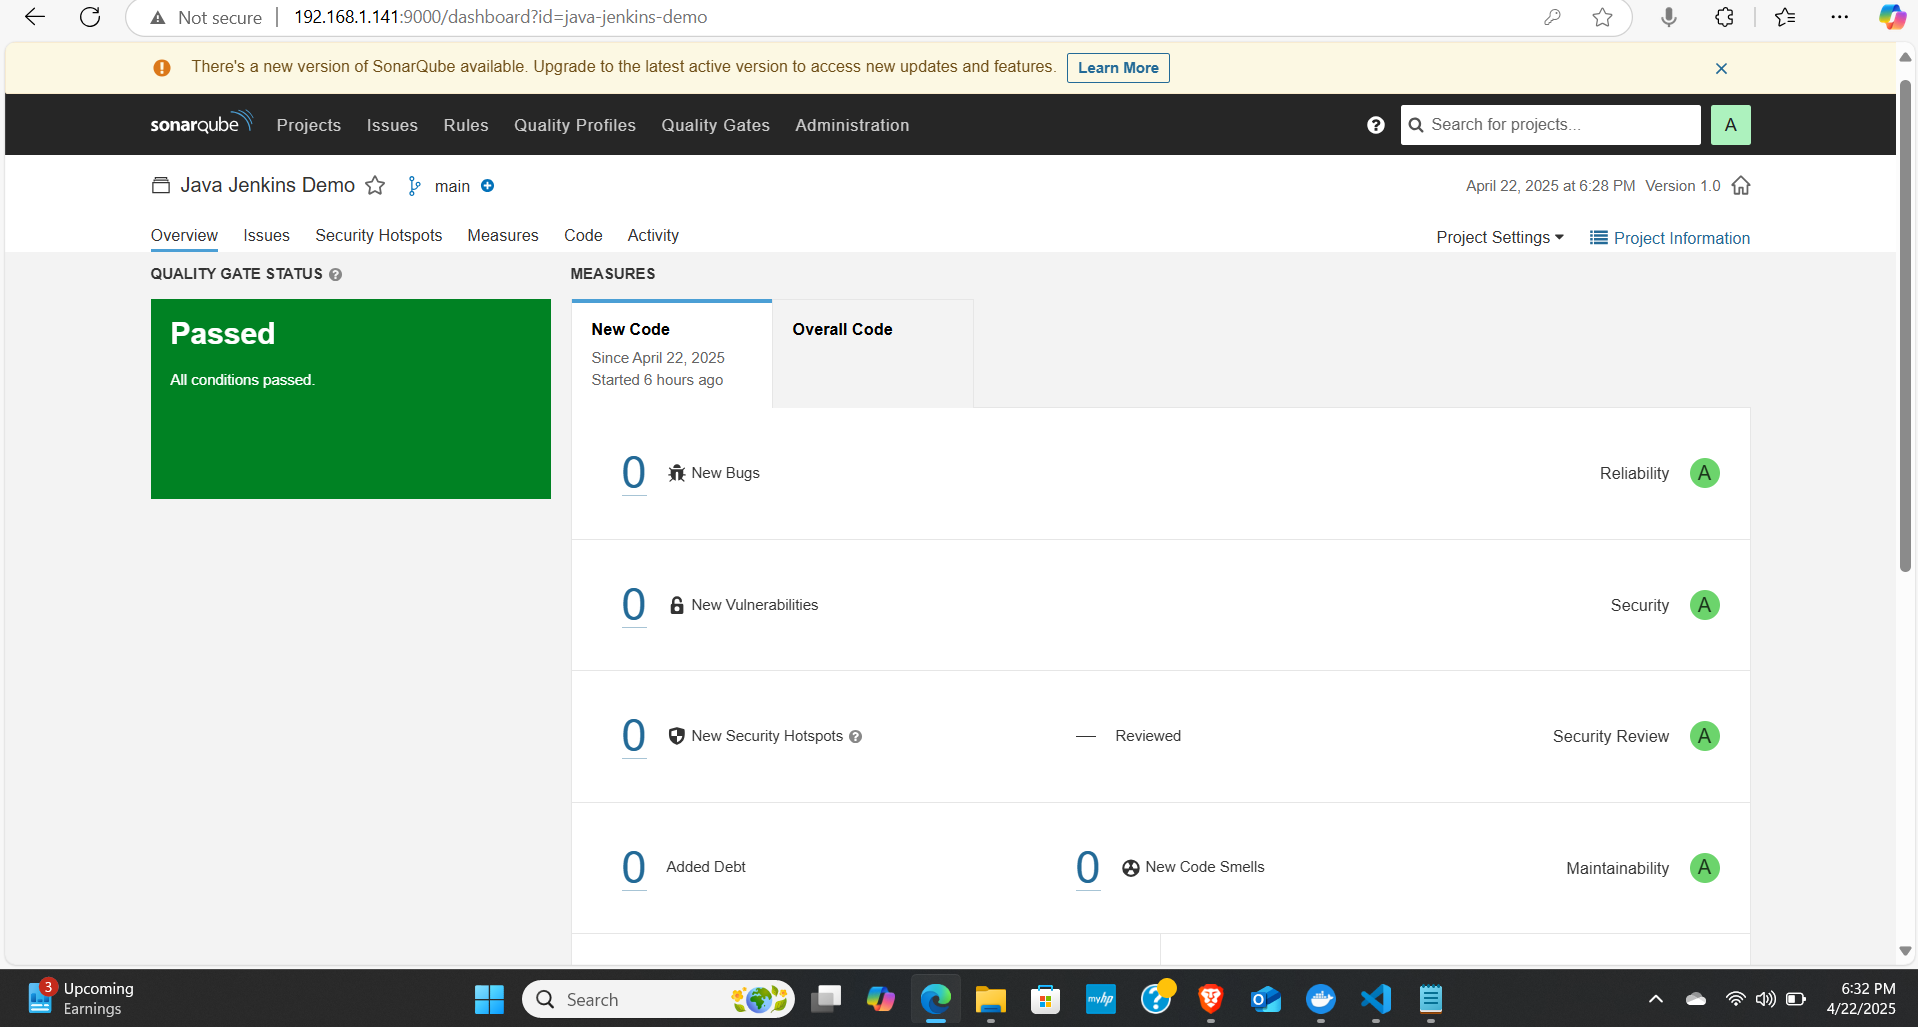 Not secure
192.168.1.141:9000/dashboard?id=java-jenkins-demo
There's a new version of SonarQube available. Upgrade to the latest active version to access new updates and features. Learn More
sonarqube Projects Issues Rules Quality Profiles Quality Gates Administration
? Search for projects... A
Java Jenkins Demo main
April 22, 2025 at 6:28 PM Version 1.0
Overview Issues Security Hotspots Measures Code Activity
Project Settings Project Information
QUALITY GATE STATUS ?
Passed
All conditions passed.
MEASURES
New Code
Since April 22, 2025
Started 6 hours ago
Overall Code
0 New Bugs Reliability A
0 New Vulnerabilities Security A
0 New Security Hotspots ? — Reviewed Security Review A
0 Added Debt 0 New Code Smells Maintainability A
3
Upcoming
Earnings
Search
myhp
?
6:32 PM
4/22/2025